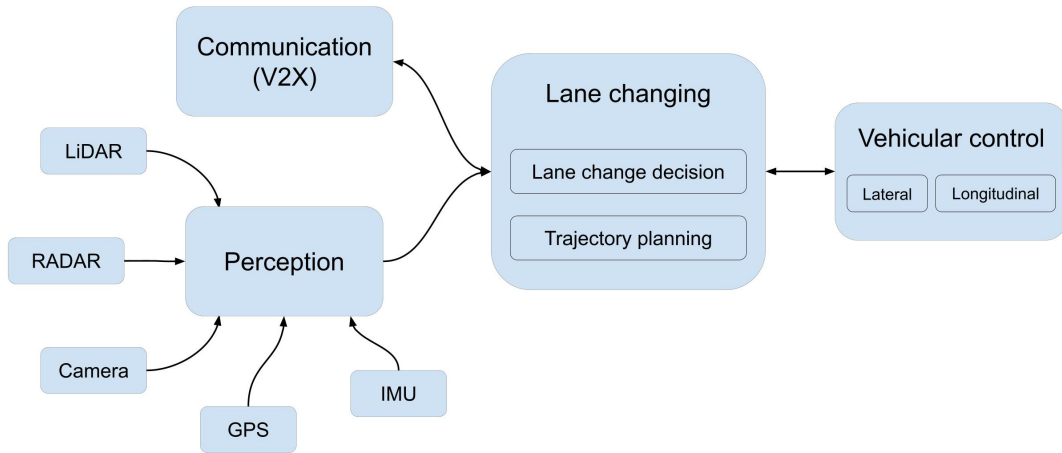 Communication
(V2X)
Lane changing
Lane change decision
Trajectory planning
Vehicular control
Lateral
Longitudinal
LiDAR
RADAR
Perception
Camera
GPS
IMU